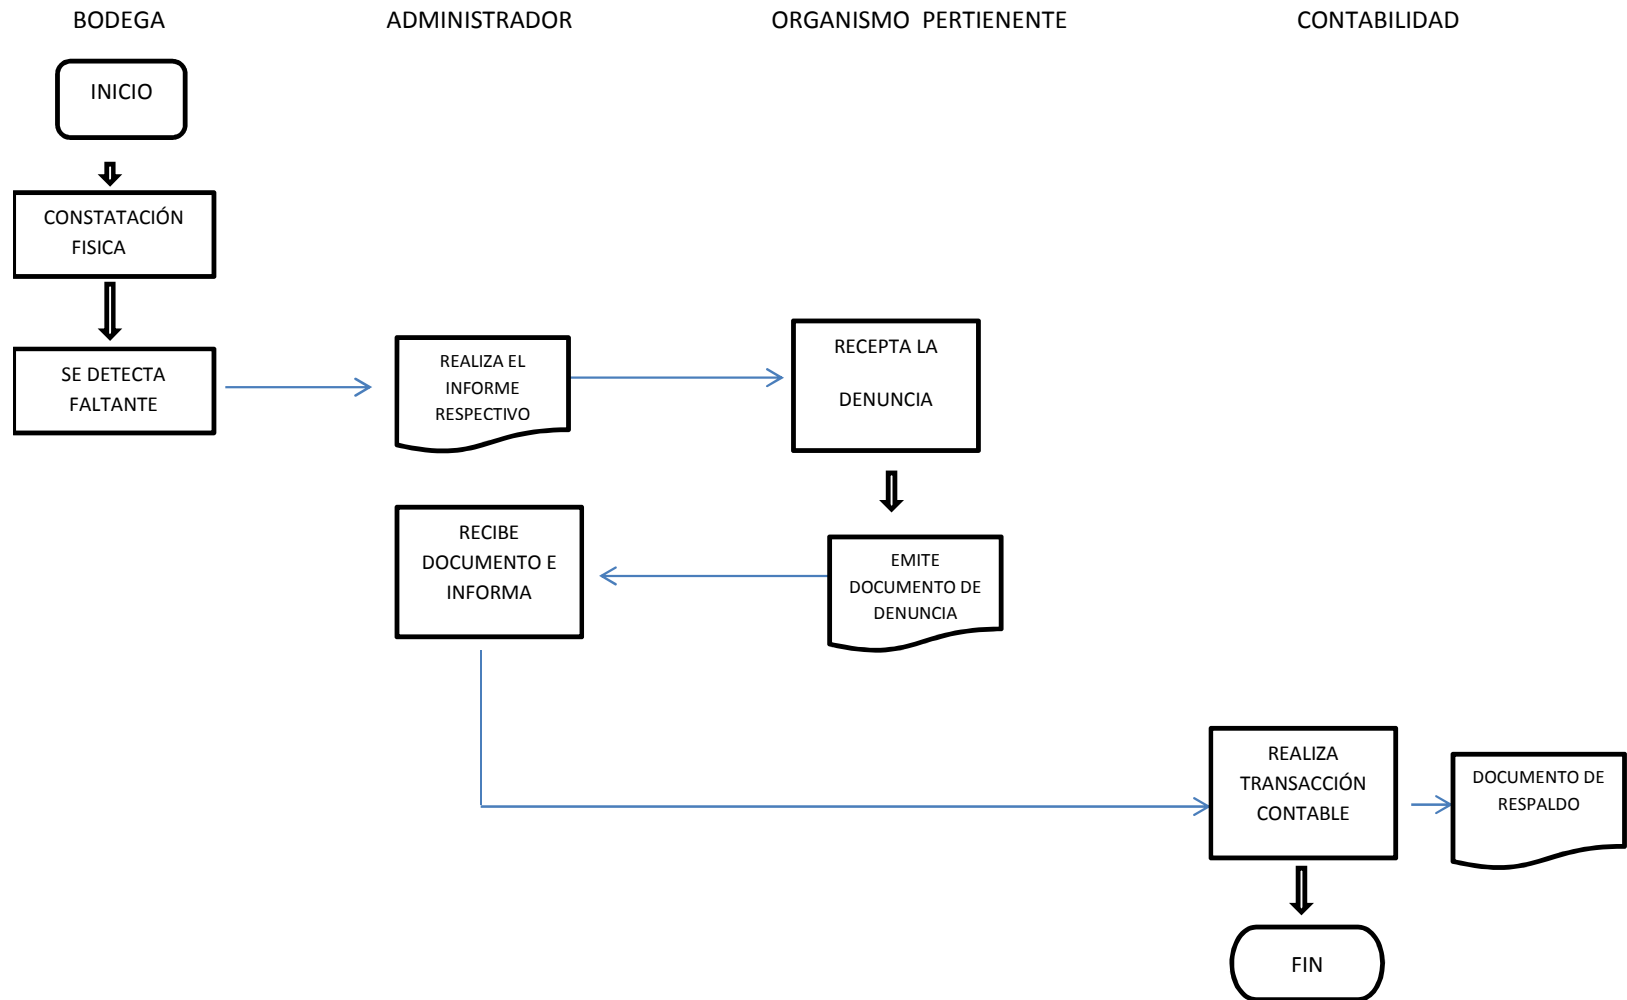 BODEGA
ADMINISTRADOR
ORGANISMO PERTIENENTE
CONTABILIDAD
INICIO
CONSTATACIÓN
FISICA
SE DETECTA
FALTANTE
REALIZA EL
INFORME
RESPECTIVO
RECEPTA LA
DENUNCIA
RECIBE
DOCUMENTO E
INFORMA
EMITE
DOCUMENTO DE
DENUNCIA
REALIZA
TRANSACCIÓN
CONTABLE
DOCUMENTO DE
RESPALDO
FIN